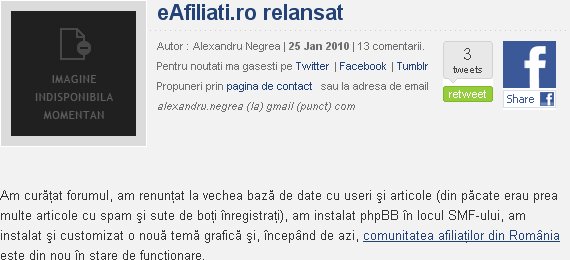 eAfiliati.ro relansat
IMAGINE
INDISPONIBILA
MOMENTAN
Autor : Alexandru Negrea | 25 Jan 2010 | 13 comentarii.
Pentru noutati ma gasesti pe Twitter | Facebook | Tumblr
Propuneri prin pagina de contact sau la adresa de email
alexandru.negrea (la) gmail (punct) com
3
tweets
retweet
f
Share f
Am curăţat forumul, am renunţat la vechea bază de date cu useri şi articole (din păcate erau prea
multe articole cu spam şi sute de boţi înregistraţi), am instalat phpBB în locul SMF-ului, am
instalat şi customizat o nouă temă grafică şi, începând de azi, comunitatea afiliaţilor din România
este din nou în stare de funcţionare.